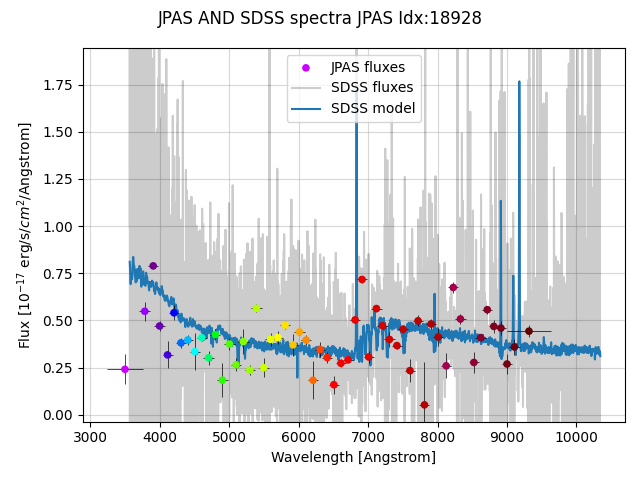 JPAS AND SDSS spectra JPAS Idx:18928
JPAS fluxes
SDSS fluxes
SDSS model
Flux [10⁻¹⁷ erg/s/cm²/Angstrom]
1.75
1.50
1.25
1.00
0.75
0.50
0.25
0.00
3000 4000 5000 6000 7000 8000 9000 10000
Wavelength [Angstrom]